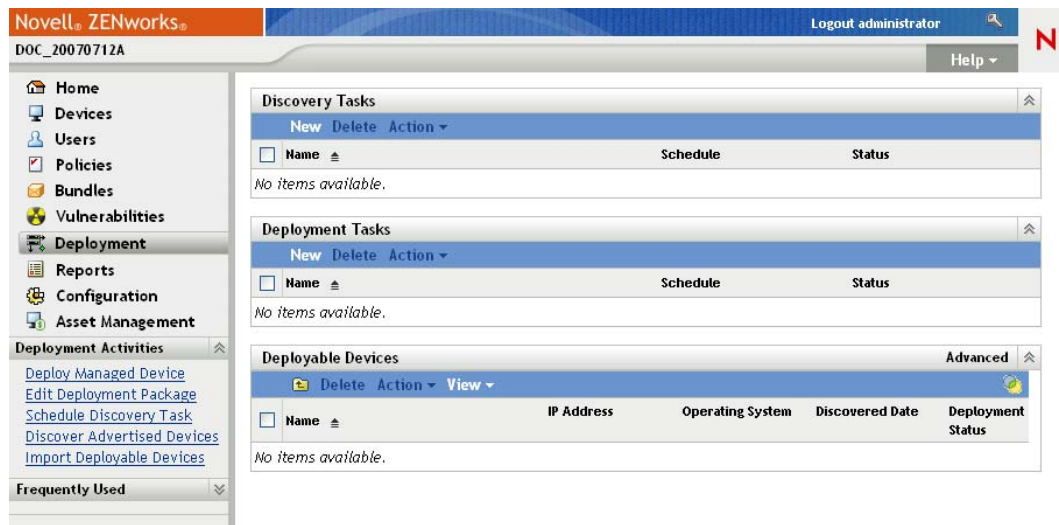 Novell® ZENworks®
Logout administrator
N
DOC_20070712A
Help
Home
Devices
Users
Policies
Bundles
Vulnerabilities
Deployment
Reports
Configuration
Asset Management
Deployment Activities
Deploy Managed Device
Edit Deployment Package
Schedule Discovery Task
Discover Advertised Devices
Import Deployable Devices
Frequently Used
Discovery Tasks
New Delete Action
Name Schedule Status
No items available.
Deployment Tasks
New Delete Action
Name Schedule Status
No items available.
Deployable Devices Advanced
Delete Action View
Name IP Address Operating System Discovered Date Deployment Status
No items available.